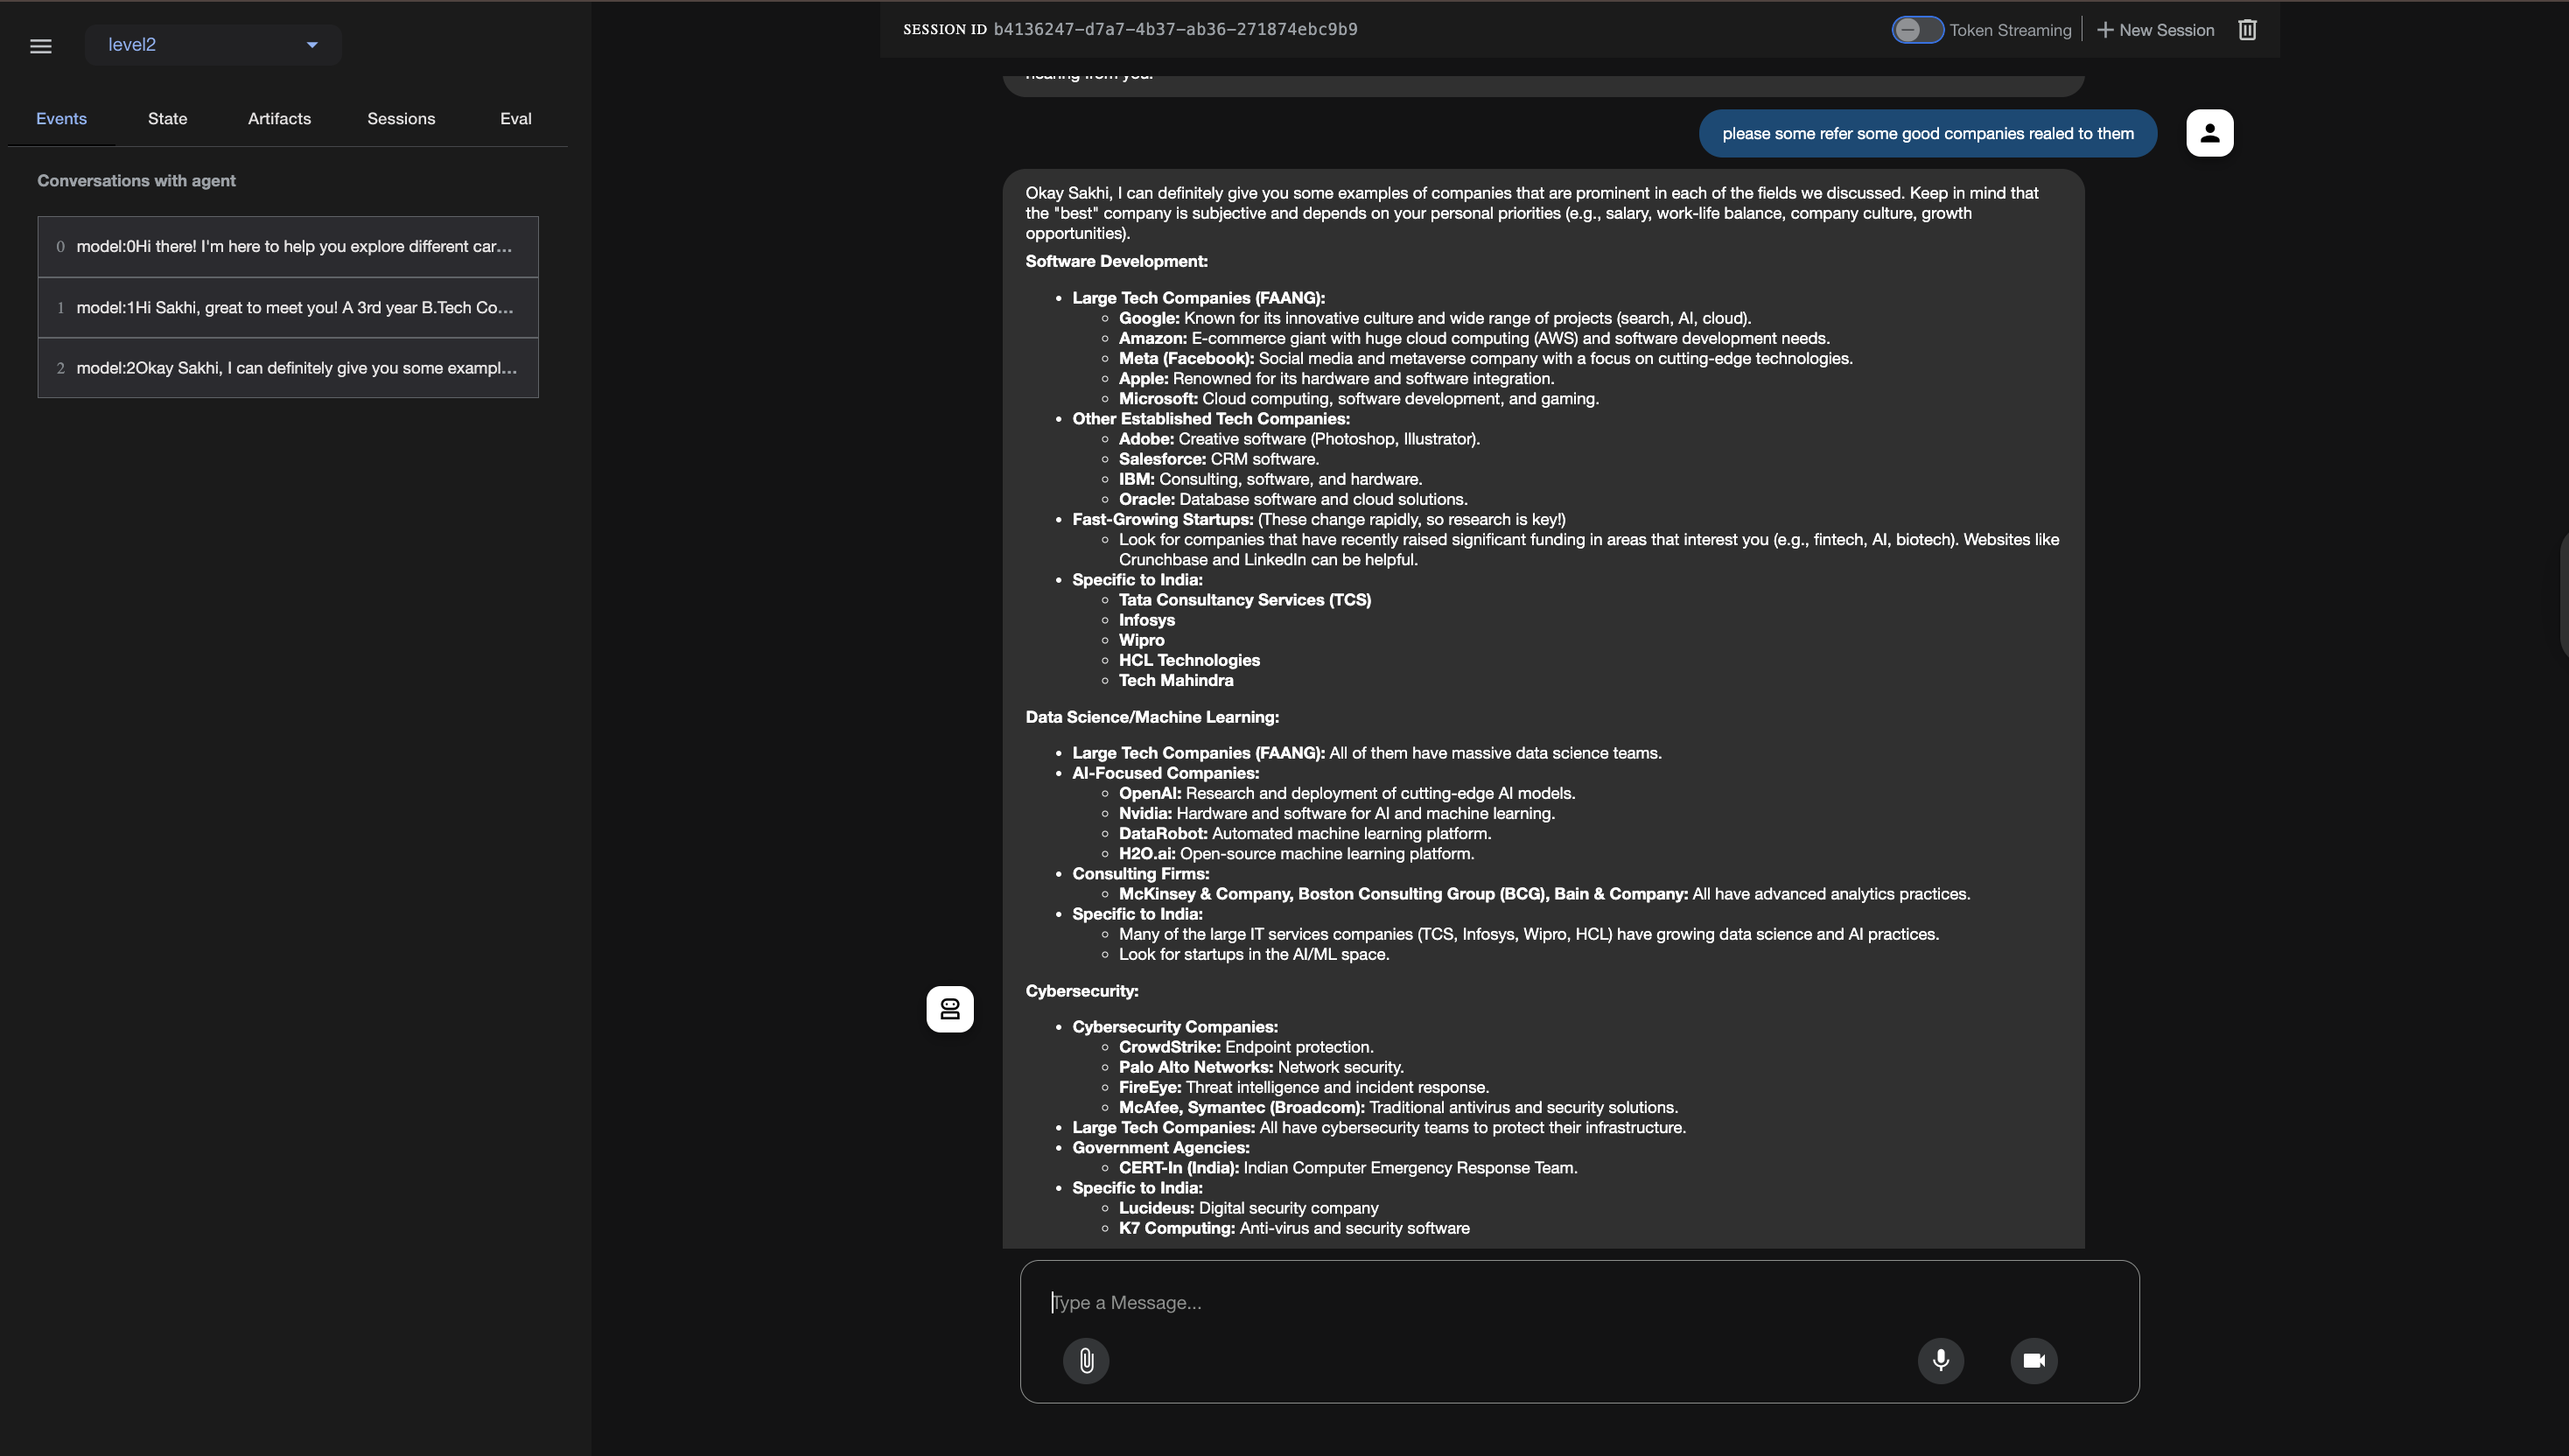 level2
SESSION ID b4136247-d7a7-4b37-ab36-271874ebc9b9
Token Streaming
New Session
Events State Artifacts Sessions Eval
Conversations with agent
0 model:0Hi there! I'm here to help you explore different car...
1 model:1Hi Sakhi, great to meet you! A 3rd year B.Tech Co...
2 model:2Okay Sakhi, I can definitely give you some exampl...
hearing from you!
please some refer some good companies realed to them
Okay Sakhi, I can definitely give you some examples of companies that are prominent in each of the fields we discussed. Keep in mind that
the "best" company is subjective and depends on your personal priorities (e.g., salary, work-life balance, company culture, growth
opportunities).
Software Development:
• Large Tech Companies (FAANG):
◦ Google: Known for its innovative culture and wide range of projects (search, AI, cloud).
◦ Amazon: E-commerce giant with huge cloud computing (AWS) and software development needs.
◦ Meta (Facebook): Social media and metaverse company with a focus on cutting-edge technologies.
◦ Apple: Renowned for its hardware and software integration.
◦ Microsoft: Cloud computing, software development, and gaming.
• Other Established Tech Companies:
◦ Adobe: Creative software (Photoshop, Illustrator).
◦ Salesforce: CRM software.
◦ IBM: Consulting, software, and hardware.
◦ Oracle: Database software and cloud solutions.
• Fast-Growing Startups: (These change rapidly, so research is key!)
◦ Look for companies that have recently raised significant funding in areas that interest you (e.g., fintech, AI, biotech). Websites like
Crunchbase and LinkedIn can be helpful.
• Specific to India:
◦ Tata Consultancy Services (TCS)
◦ Infosys
◦ Wipro
◦ HCL Technologies
◦ Tech Mahindra
Data Science/Machine Learning:
• Large Tech Companies (FAANG): All of them have massive data science teams.
• AI-Focused Companies:
◦ OpenAI: Research and deployment of cutting-edge AI models.
◦ Nvidia: Hardware and software for AI and machine learning.
◦ DataRobot: Automated machine learning platform.
◦ H2O.ai: Open-source machine learning platform.
• Consulting Firms:
◦ McKinsey & Company, Boston Consulting Group (BCG), Bain & Company: All have advanced analytics practices.
• Specific to India:
◦ Many of the large IT services companies (TCS, Infosys, Wipro, HCL) have growing data science and AI practices.
◦ Look for startups in the AI/ML space.
Cybersecurity:
• Cybersecurity Companies:
◦ CrowdStrike: Endpoint protection.
◦ Palo Alto Networks: Network security.
◦ FireEye: Threat intelligence and incident response.
◦ McAfee, Symantec (Broadcom): Traditional antivirus and security solutions.
• Large Tech Companies: All have cybersecurity teams to protect their infrastructure.
• Government Agencies:
◦ CERT-In (India): Indian Computer Emergency Response Team.
• Specific to India:
◦ Lucideus: Digital security company
◦ K7 Computing: Anti-virus and security software
Type a Message...